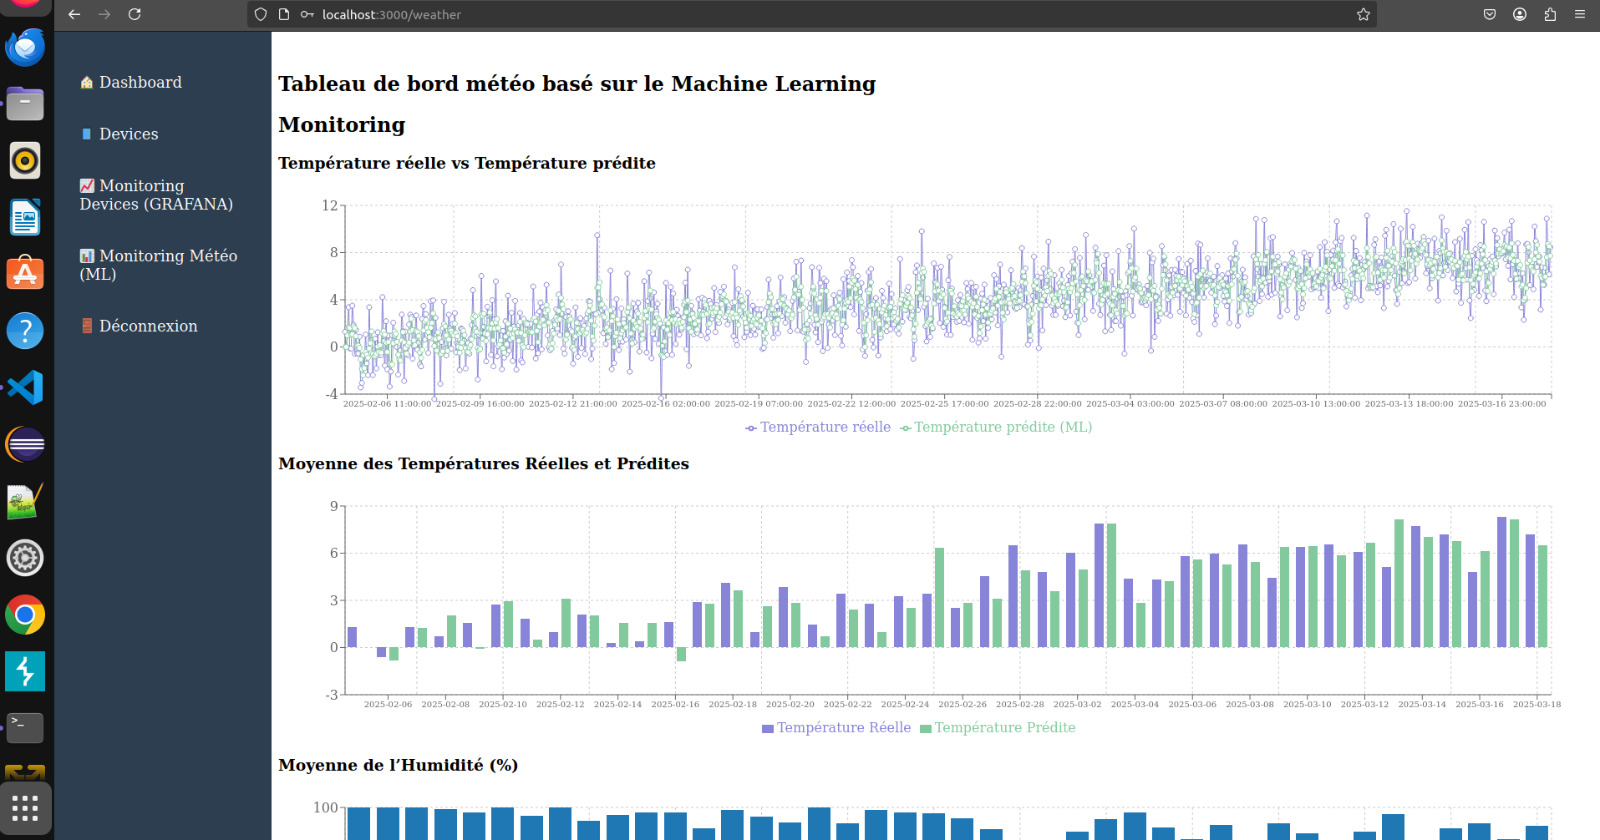 localhost:3000/weather
Dashboard
Devices
Monitoring
Devices (GRAFANA)
Monitoring Météo
(ML)
Déconnexion
Tableau de bord météo basé sur le Machine Learning
Monitoring
Température réelle vs Température prédite
12
8
4
0
-4
2025-02-06 11:00:00 2025-02-09 16:00:00 2025-02-12 21:00:00 2025-02-16 02:00:00 2025-02-19 07:00:00 2025-02-22 12:00:00 2025-02-25 17:00:00 2025-02-28 22:00:00 2025-03-04 03:00:00 2025-03-07 08:00:00 2025-03-10 13:00:00 2025-03-13 18:00:00 2025-03-16 23:00:00
Température réelle Température prédite (ML)
Moyenne des Températures Réelles et Prédites
9
6
3
0
-3
2025-02-06 2025-02-08 2025-02-10 2025-02-12 2025-02-14 2025-02-16 2025-02-18 2025-02-20 2025-02-22 2025-02-24 2025-02-26 2025-02-28 2025-03-02 2025-03-04 2025-03-06 2025-03-08 2025-03-10 2025-03-12 2025-03-14 2025-03-16 2025-03-18
Température Réelle Température Prédite
Moyenne de l’Humidité (%)
100